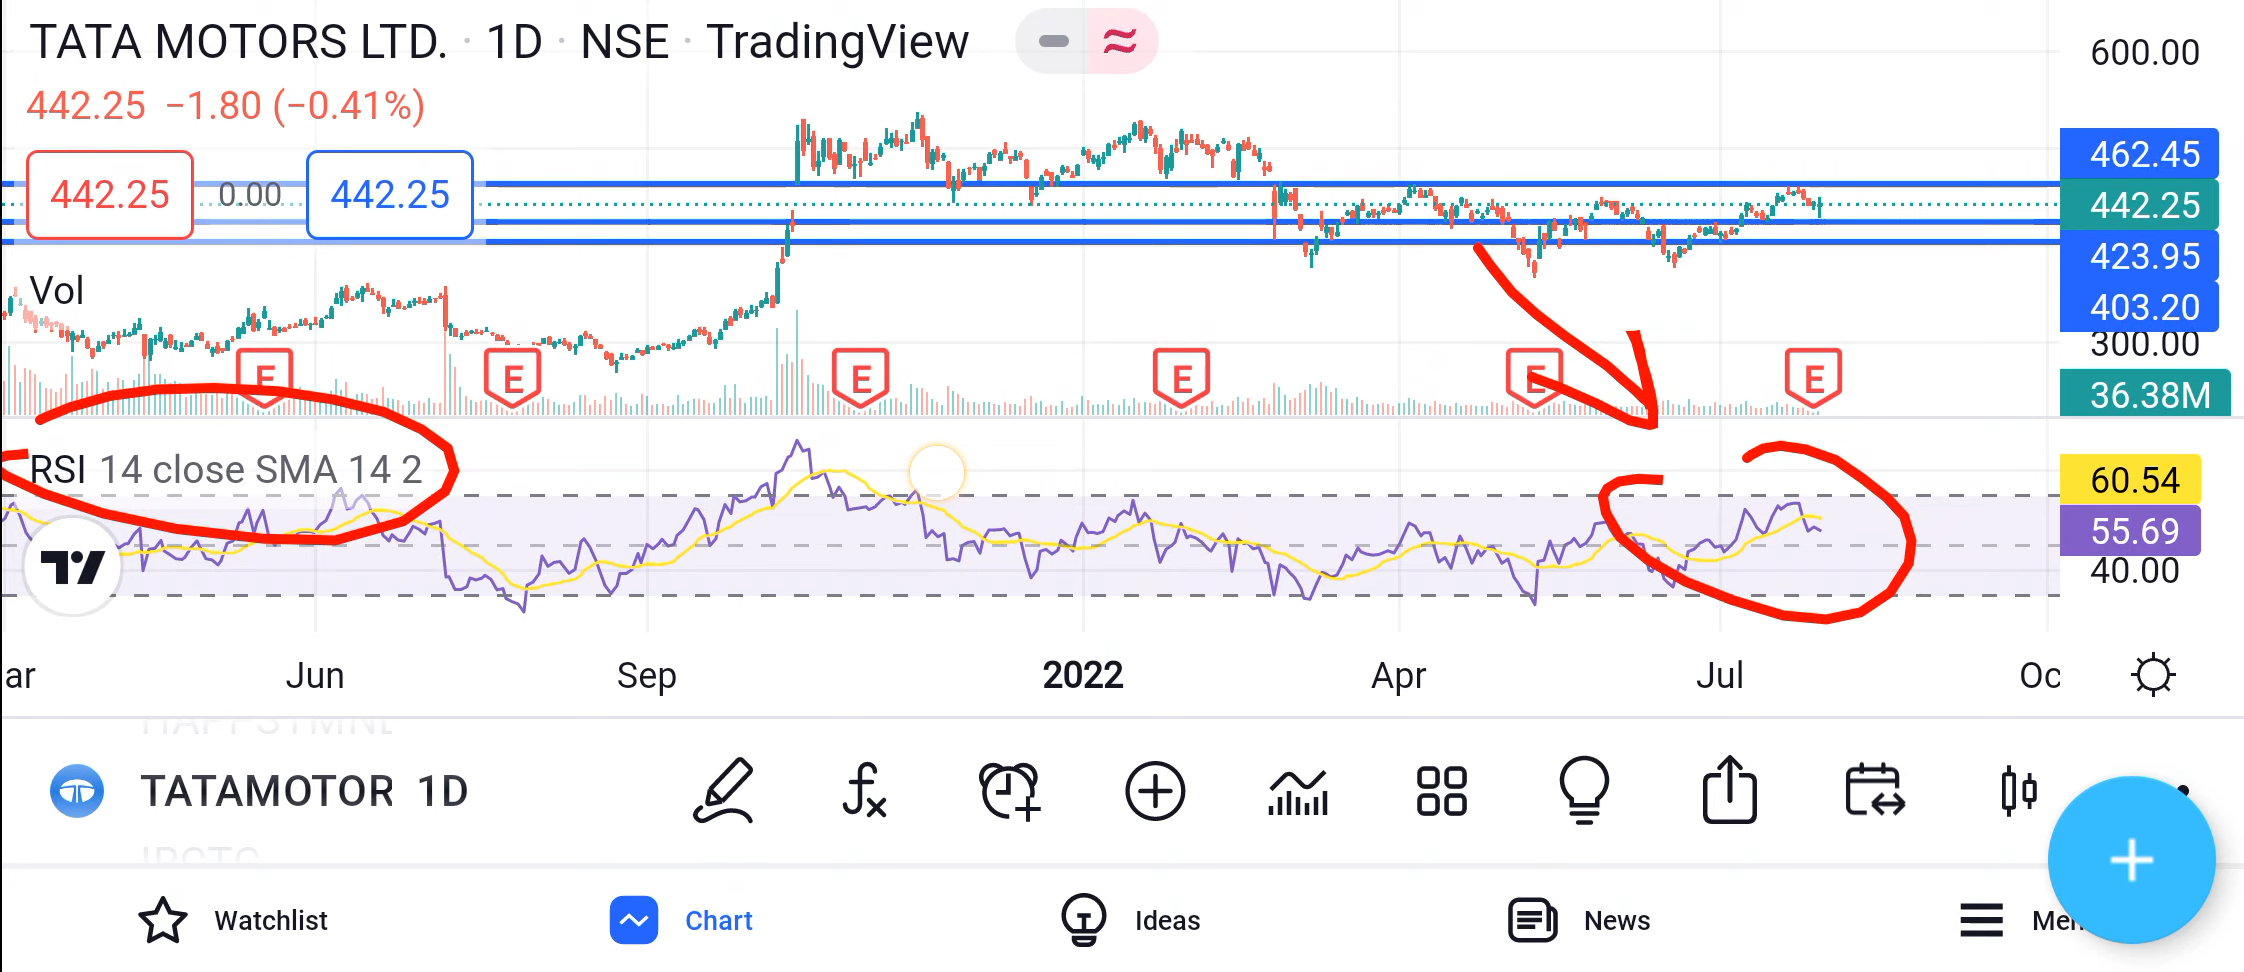 TATA MOTORS LTD. · 1D · NSE · TradingView
442.25 −1.80 (−0.41%)
442.25 0.00 442.25
Vol
600.00
462.45
442.25
423.95
403.20
300.00
36.38M
E E E E E E
RSI 14 close SMA 14 2
60.54
55.69
40.00
ar Jun Sep 2022 Apr Jul Oc
TATAMOTOR 1D
Watchlist Chart Ideas News Men